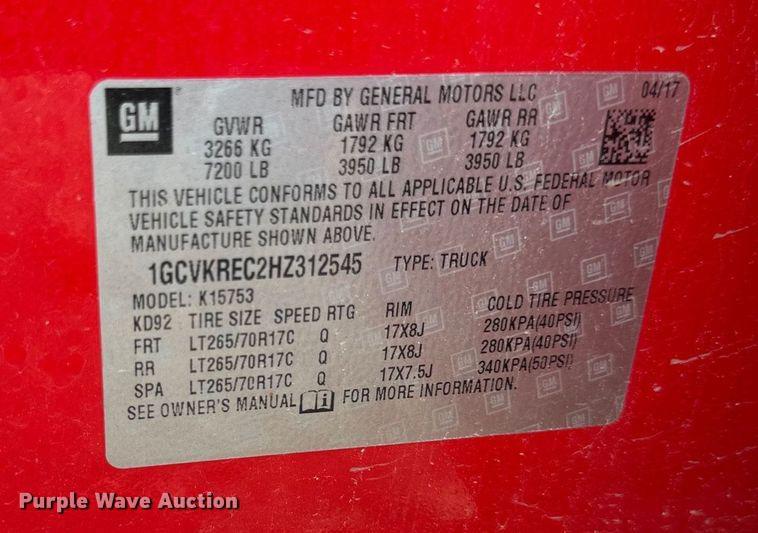 GM
MFD BY GENERAL MOTORS LLC 04/17
GVWR GAWR FRT GAWR RR
3266 KG 1792 KG 1792 KG
7200 LB 3950 LB 3950 LB
THIS VEHICLE CONFORMS TO ALL APPLICABLE U.S. FEDERAL MOTOR
VEHICLE SAFETY STANDARDS IN EFFECT ON THE DATE OF
MANUFACTURE SHOWN ABOVE.
1GCVKREC2HZ312545 TYPE: TRUCK
MODEL: K15753
KD92 TIRE SIZE SPEED RTG RIM COLD TIRE PRESSURE
FRT LT265/70R17C Q 17X8J 280KPA(40PSI)
RR LT265/70R17C Q 17X8J 280KPA(40PSI)
SPA LT265/70R17C Q 17X7.5J 340KPA(50PSI)
SEE OWNER'S MANUAL FOR MORE INFORMATION.
Purple Wave Auction